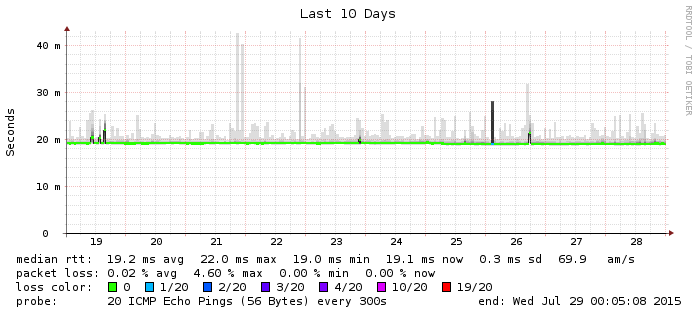 Last 10 Days
RRDTOOL / TOBI OETIKER
Seconds
40 m
30 m
20 m
10 m
0
19 20 21 22 23 24 25 26 27 28
median rtt: 19.2 ms avg 22.0 ms max 19.0 ms min 19.1 ms now 0.3 ms sd 69.9 am/s
packet loss: 0.02 % avg 4.60 % max 0.00 % min 0.00 % now
loss color: 0 1/20 2/20 3/20 4/20 10/20 19/20
probe: 20 ICMP Echo Pings (56 Bytes) every 300s end: Wed Jul 29 00:05:08 2015